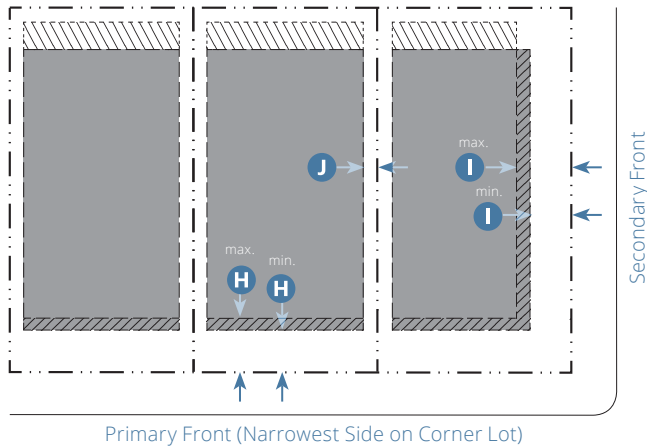 J
max.
I
min.
I
max.
H
min.
H
Secondary Front
Primary Front (Narrowest Side on Corner Lot)